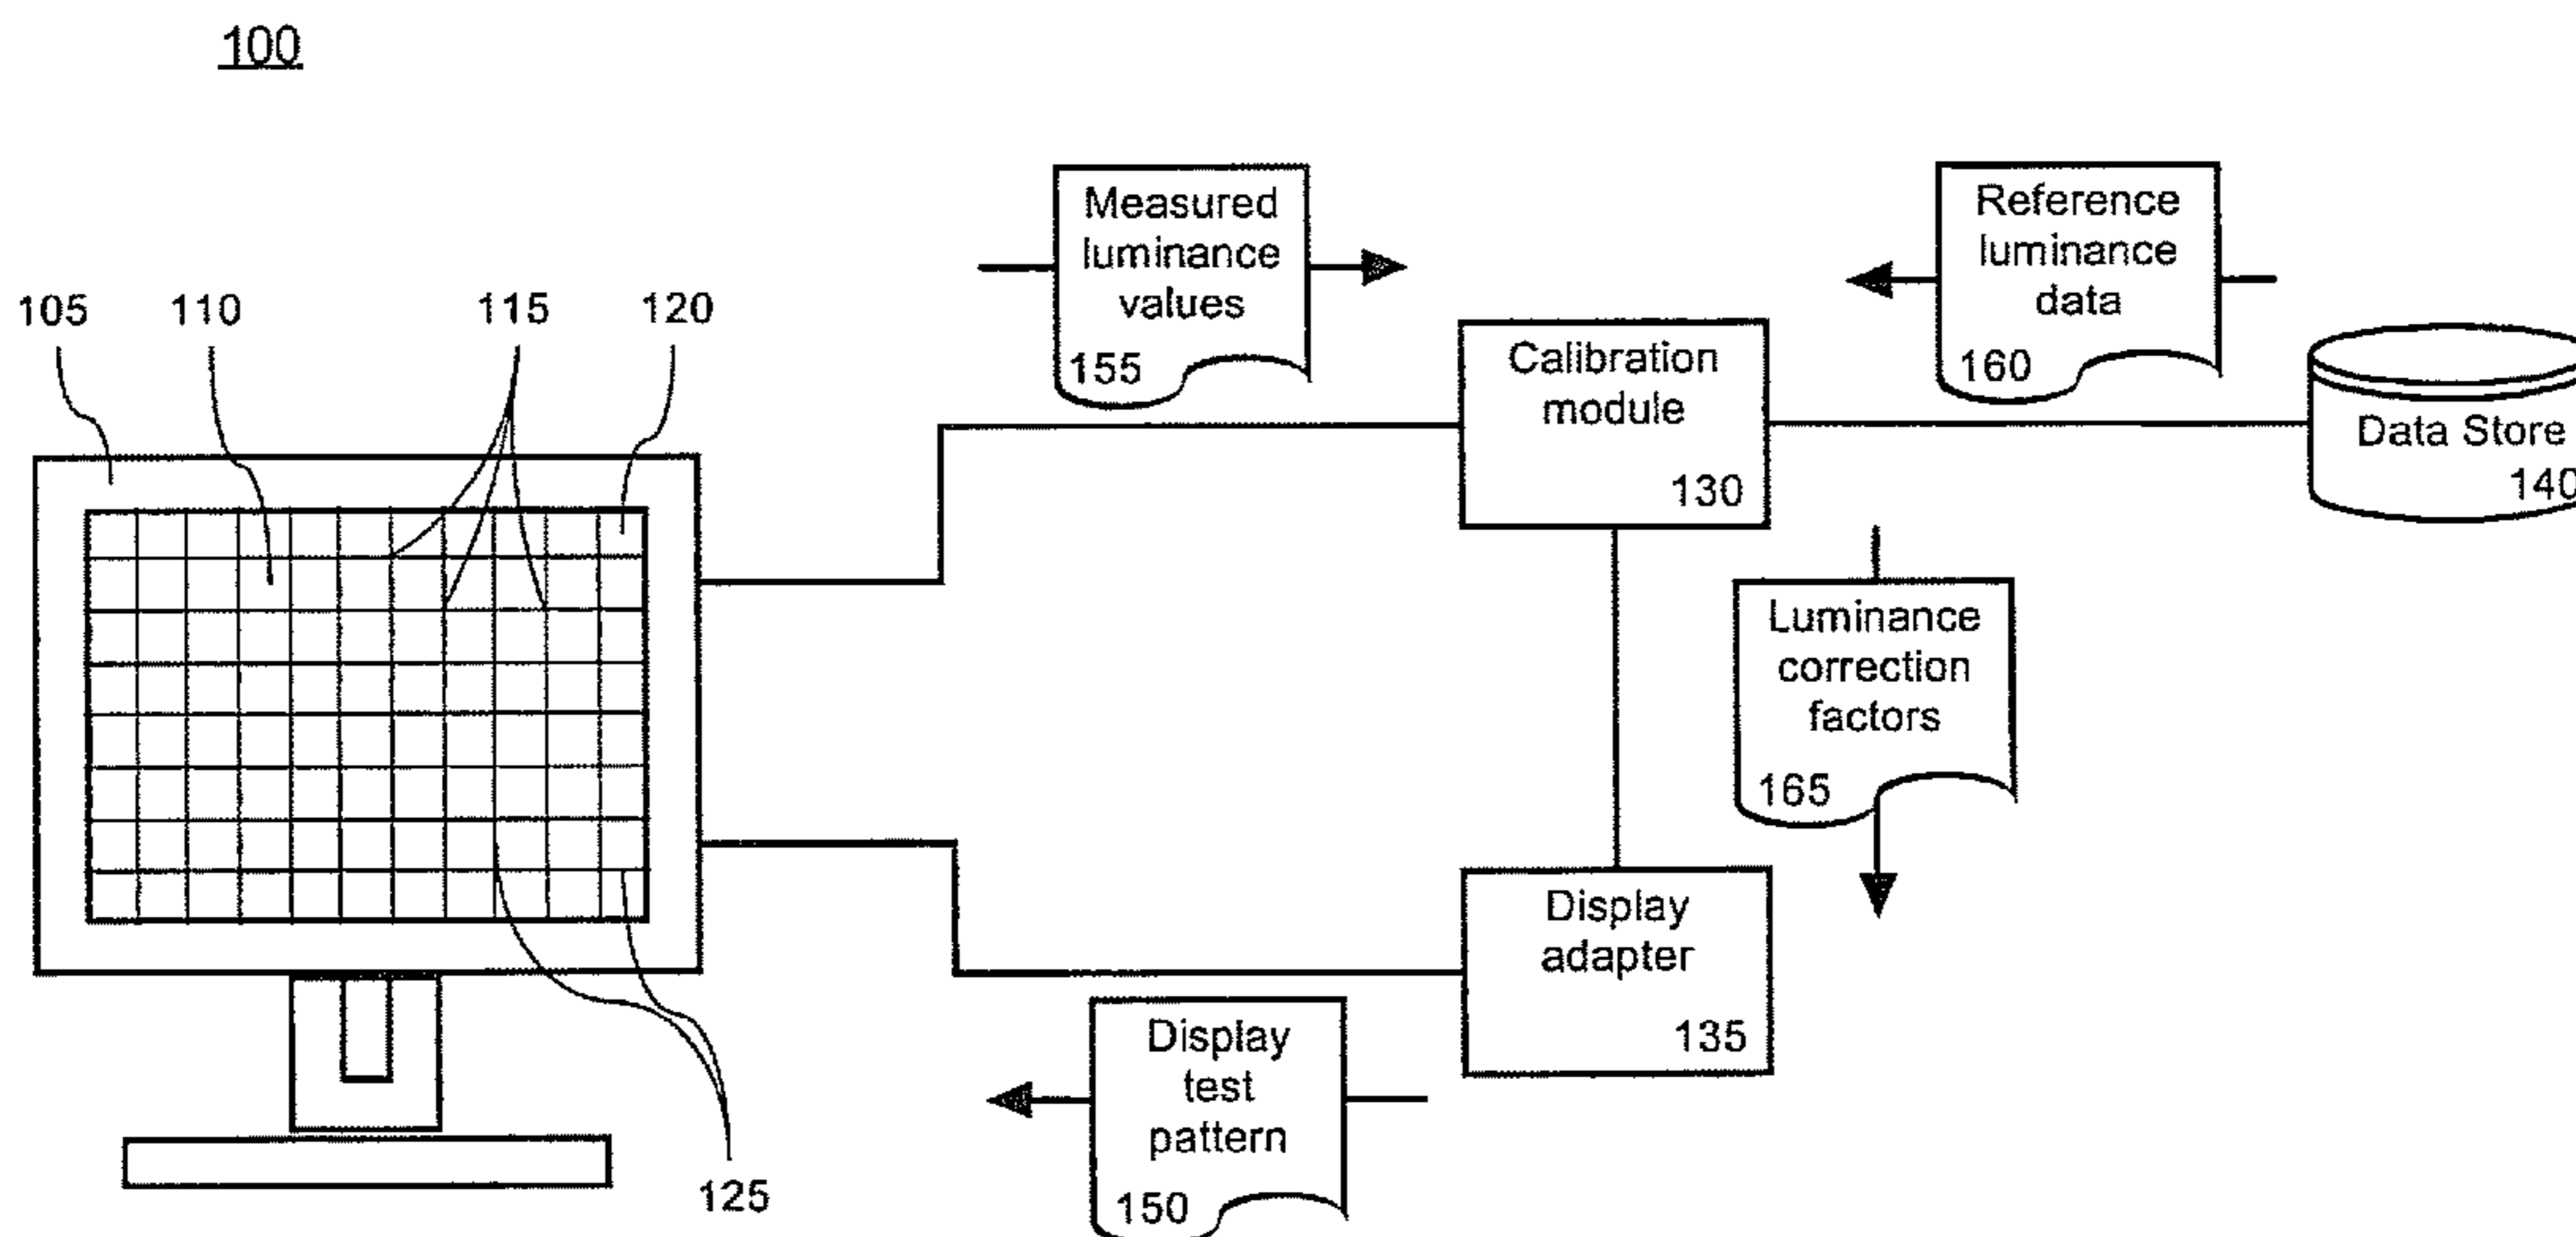 100
105
110
115
120
Measured
luminance
values
155
Reference
luminance
data
160
Calibration
module
130
Data Store
140
Luminance
correction
factors
165
Display
adapter
135
Display
test
pattern
150
125